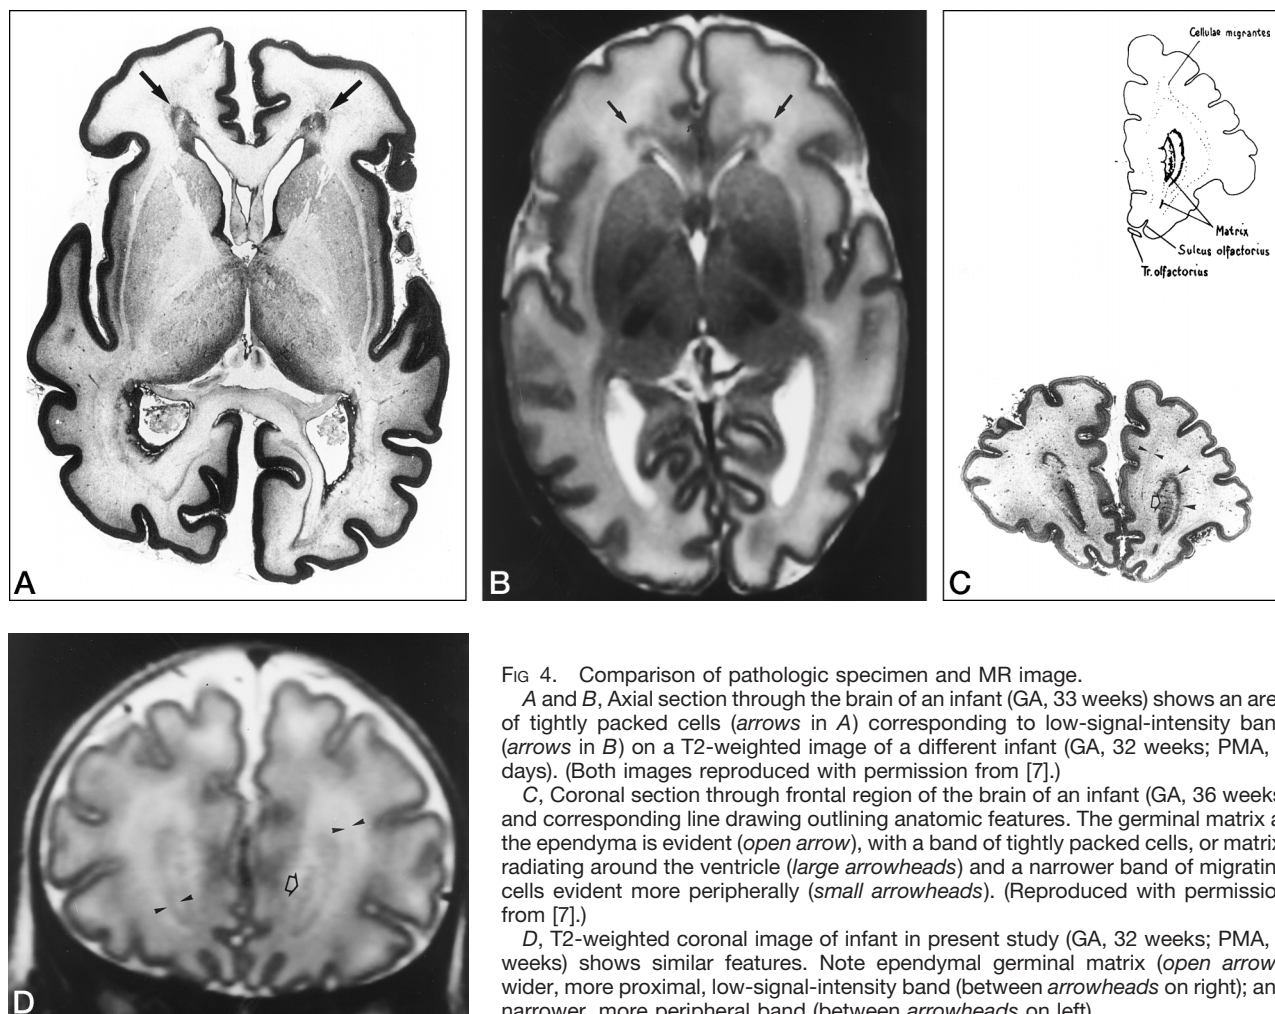 A
B
Cellulae migrantes
Matrix
Sulcus olfactorius
Tr. olfactorius
C
D
FIG 4. Comparison of pathologic specimen and MR image.
A and B, Axial section through the brain of an infant (GA, 33 weeks) shows an are
of tightly packed cells (arrows in A) corresponding to low-signal-intensity ban
(arrows in B) on a T2-weighted image of a different infant (GA, 32 weeks; PMA,
days). (Both images reproduced with permission from [7].)
C, Coronal section through frontal region of the brain of an infant (GA, 36 weeks
and corresponding line drawing outlining anatomic features. The germinal matrix a
the ependyma is evident (open arrow), with a band of tightly packed cells, or matrix
radiating around the ventricle (large arrowheads) and a narrower band of migratin
cells evident more peripherally (small arrowheads). (Reproduced with permissio
from [7].)
D, T2-weighted coronal image of infant in present study (GA, 32 weeks; PMA,
weeks) shows similar features. Note ependymal germinal matrix (open arrow
wider, more proximal, low-signal-intensity band (between arrowheads on right); an
narrower, more peripheral band (between arrowheads on left).